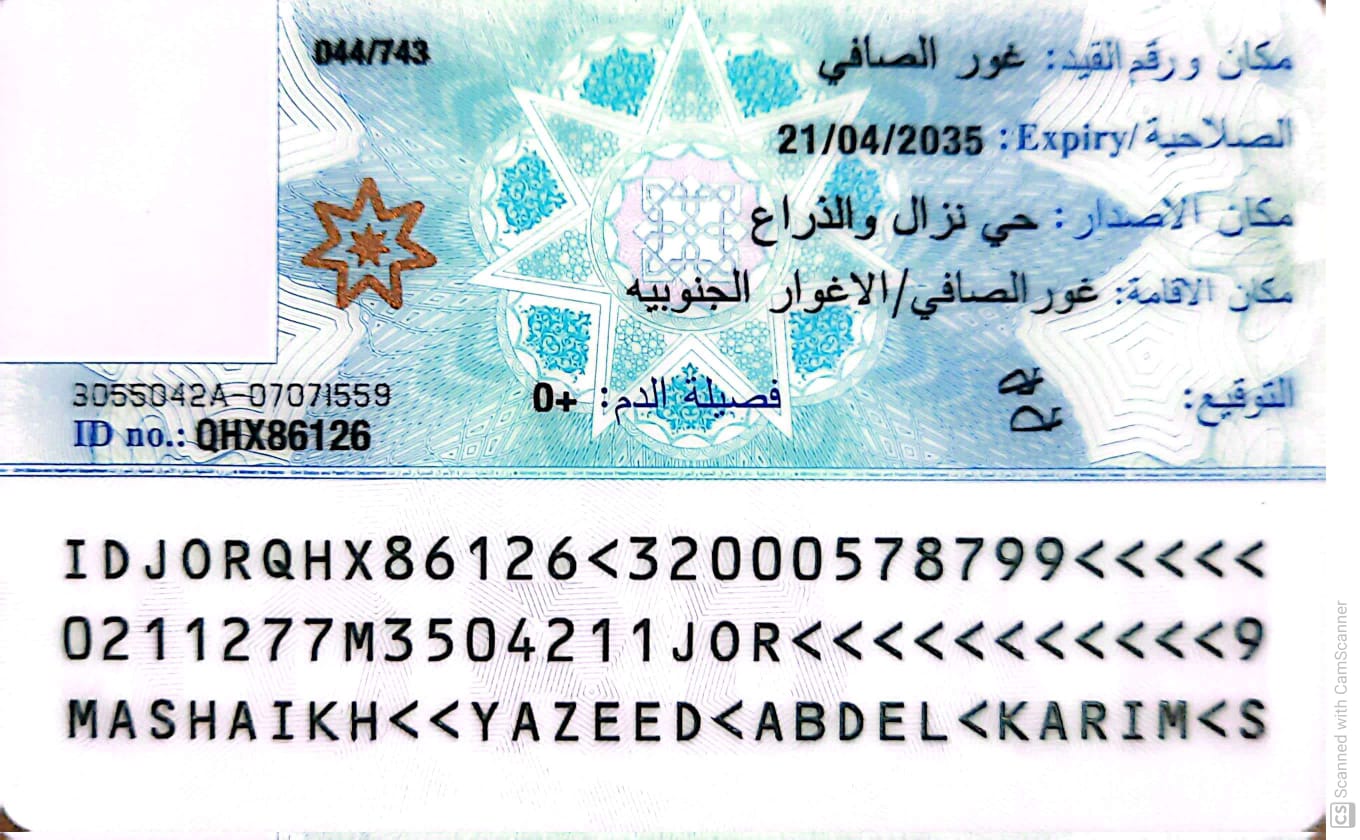 مكان ورقم القيد: غور الصافي 044/743
الصلاحية/Expiry: 21/04/2035
مكان الاصدار: حي نزال والذراع
مكان الاقامة: غور الصافي/الاغوار الجنوبيه
التوقيع:
فصيلة الدم: O+
3055042A-07071559
ID no.: QHX86126
IDJORQHX86126<32000578799<<<<<
0211277M3504211JOR<<<<<<<<<<<9
MASHAIKH<<YAZEED<ABDEL<KARIM<S
CS Scanned with CamScanner